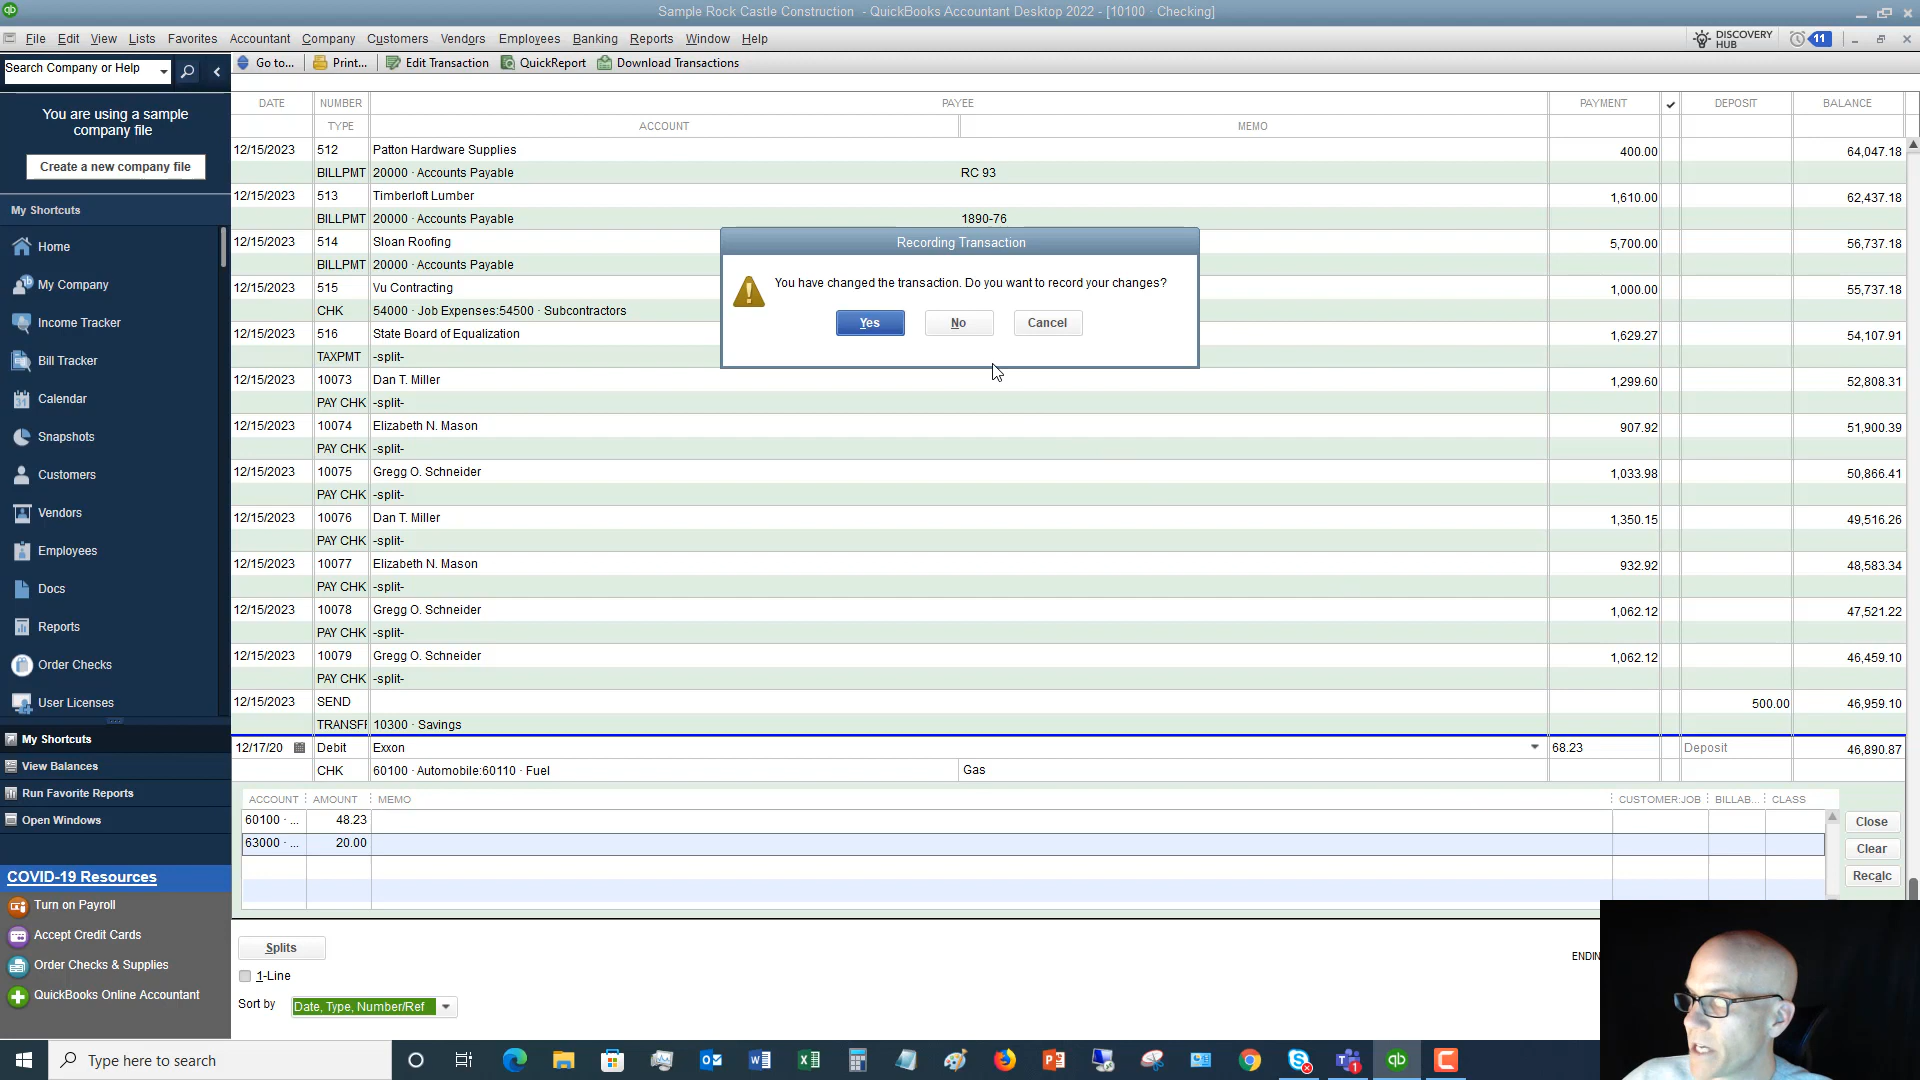 Sample Rock Castle Construction - QuickBooks Accountant Desktop 2022 - [10100 · Checking]
File Edit View Lists Favorites Accountant Company Customers Vendors Employees Banking Reports Window Help
DISCOVERY HUB 11
Search Company or Help
Go to... Print... Edit Transaction QuickReport Download Transactions
You are using a sample company file
Create a new company file
My Shortcuts
Home
My Company
Income Tracker
Bill Tracker
Calendar
Snapshots
Customers
Vendors
Employees
Docs
Reports
Order Checks
User Licenses
My Shortcuts
View Balances
Run Favorite Reports
Open Windows
COVID-19 Resources
Turn on Payroll
Accept Credit Cards
Order Checks & Supplies
QuickBooks Online Accountant
DATE NUMBER PAYEE PAYMENT ✓ DEPOSIT BALANCE
TYPE ACCOUNT MEMO
12/15/2023 512 Patton Hardware Supplies 400.00 64,047.18
BILLPMT 20000 · Accounts Payable RC 93
12/15/2023 513 Timberloft Lumber 1,610.00 62,437.18
BILLPMT 20000 · Accounts Payable 1890-76
12/15/2023 514 Sloan Roofing 5,700.00 56,737.18
BILLPMT 20000 · Accounts Payable
12/15/2023 515 Vu Contracting 1,000.00 55,737.18
CHK 54000 · Job Expenses:54500 · Subcontractors
12/15/2023 516 State Board of Equalization 1,629.27 54,107.91
TAXPMT -split-
12/15/2023 10073 Dan T. Miller 1,299.60 52,808.31
PAY CHK -split-
12/15/2023 10074 Elizabeth N. Mason 907.92 51,900.39
PAY CHK -split-
12/15/2023 10075 Gregg O. Schneider 1,033.98 50,866.41
PAY CHK -split-
12/15/2023 10076 Dan T. Miller 1,350.15 49,516.26
PAY CHK -split-
12/15/2023 10077 Elizabeth N. Mason 932.92 48,583.34
PAY CHK -split-
12/15/2023 10078 Gregg O. Schneider 1,062.12 47,521.22
PAY CHK -split-
12/15/2023 10079 Gregg O. Schneider 1,062.12 46,459.10
PAY CHK -split-
12/15/2023 SEND 500.00 46,959.10
TRANSFR 10300 · Savings
12/17/20 Debit Exxon 68.23 Deposit 46,890.87
CHK 60100 · Automobile:60110 · Fuel Gas
ACCOUNT AMOUNT MEMO CUSTOMER:JOB BILLAB... CLASS
60100 · ... 48.23
63000 · ... 20.00
Close
Clear
Recalc
Splits
1-Line
ENDIN
Sort by Date, Type, Number/Ref
Recording Transaction
You have changed the transaction. Do you want to record your changes?
Yes No Cancel
Type here to search